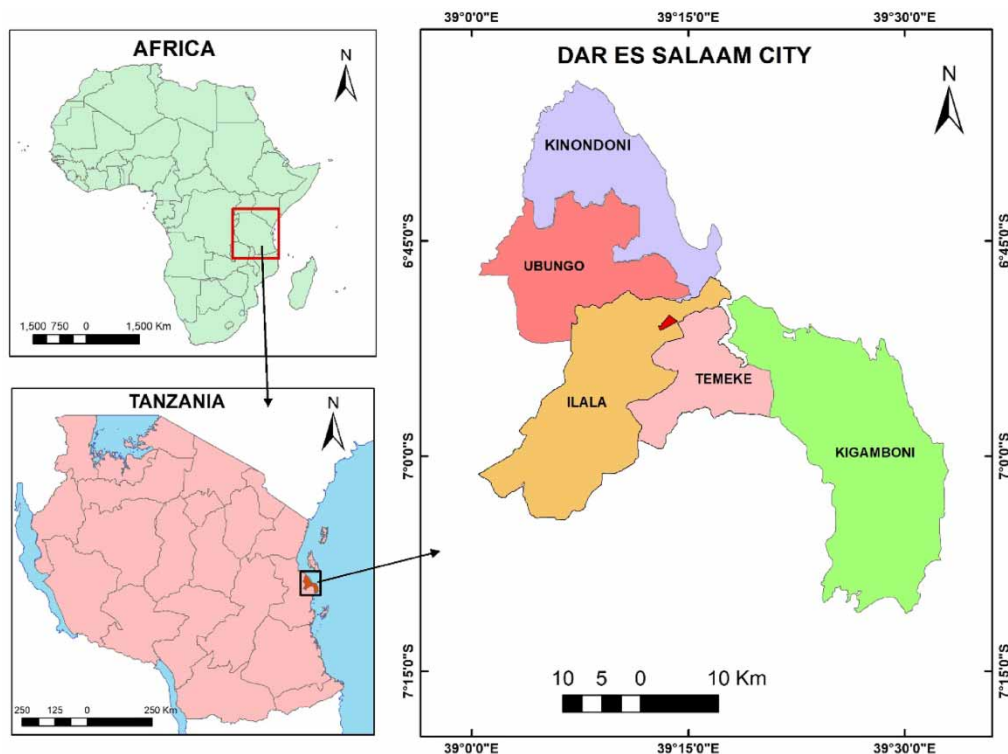 AFRICA
N
1,500 750 0 1,500 Km
TANZANIA
N
250 125 0 250 Km
39°0'0"E 39°15'0"E 39°30'0"E
DAR ES SALAAM CITY
N
KINONDONI
UBUNGO
ILALA
TEMEKE
KIGAMBONI
6°45'0"S
7°0'0"S
7°15'0"S
6°45'0"S
7°0'0"S
7°15'0"S
10 5 0 10 Km
39°0'0"E 39°15'0"E 39°30'0"E